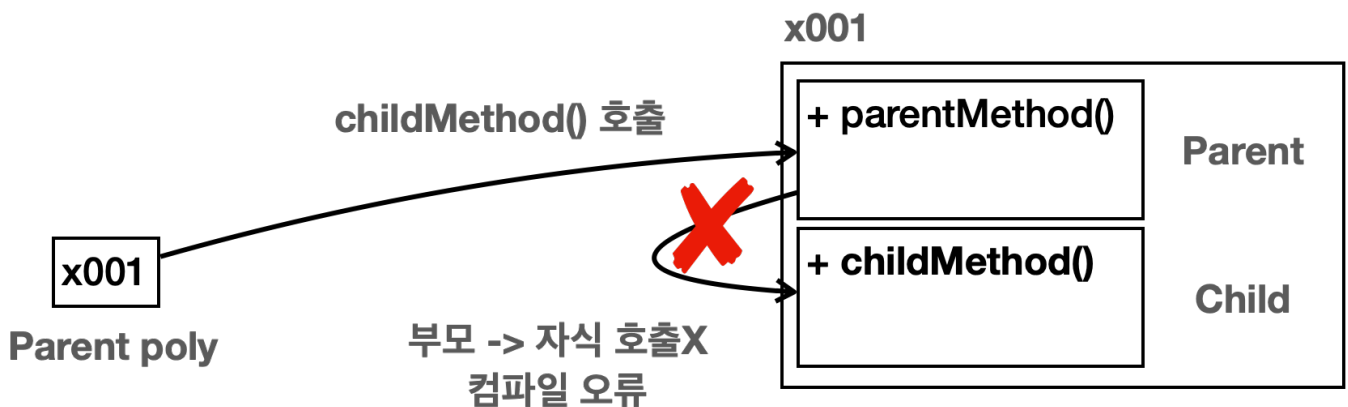 x001
childMethod() 호출
+ parentMethod()
Parent
x001
+ childMethod()
Child
Parent poly
부모 -> 자식 호출X
컴파일 오류